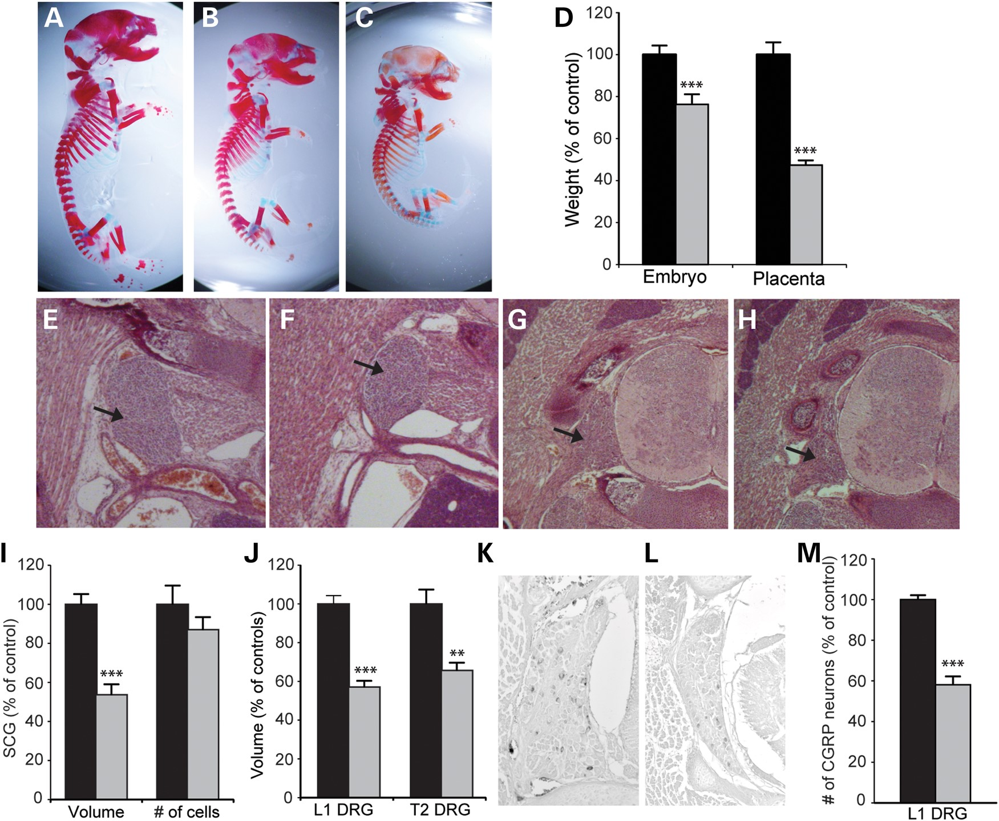 A
B
C
D
Weight (% of control)
120
100
80
60
40
20
0
***
***
Embryo
Placenta
E
F
G
H
I
SCG (% of control)
120
100
80
60
40
20
0
***
Volume
# of cells
J
Volume (% of controls)
120
100
80
60
40
20
0
***
**
L1 DRG
T2 DRG
K
L
M
# of CGRP neurons (% of control)
120
100
80
60
40
20
0
***
L1 DRG